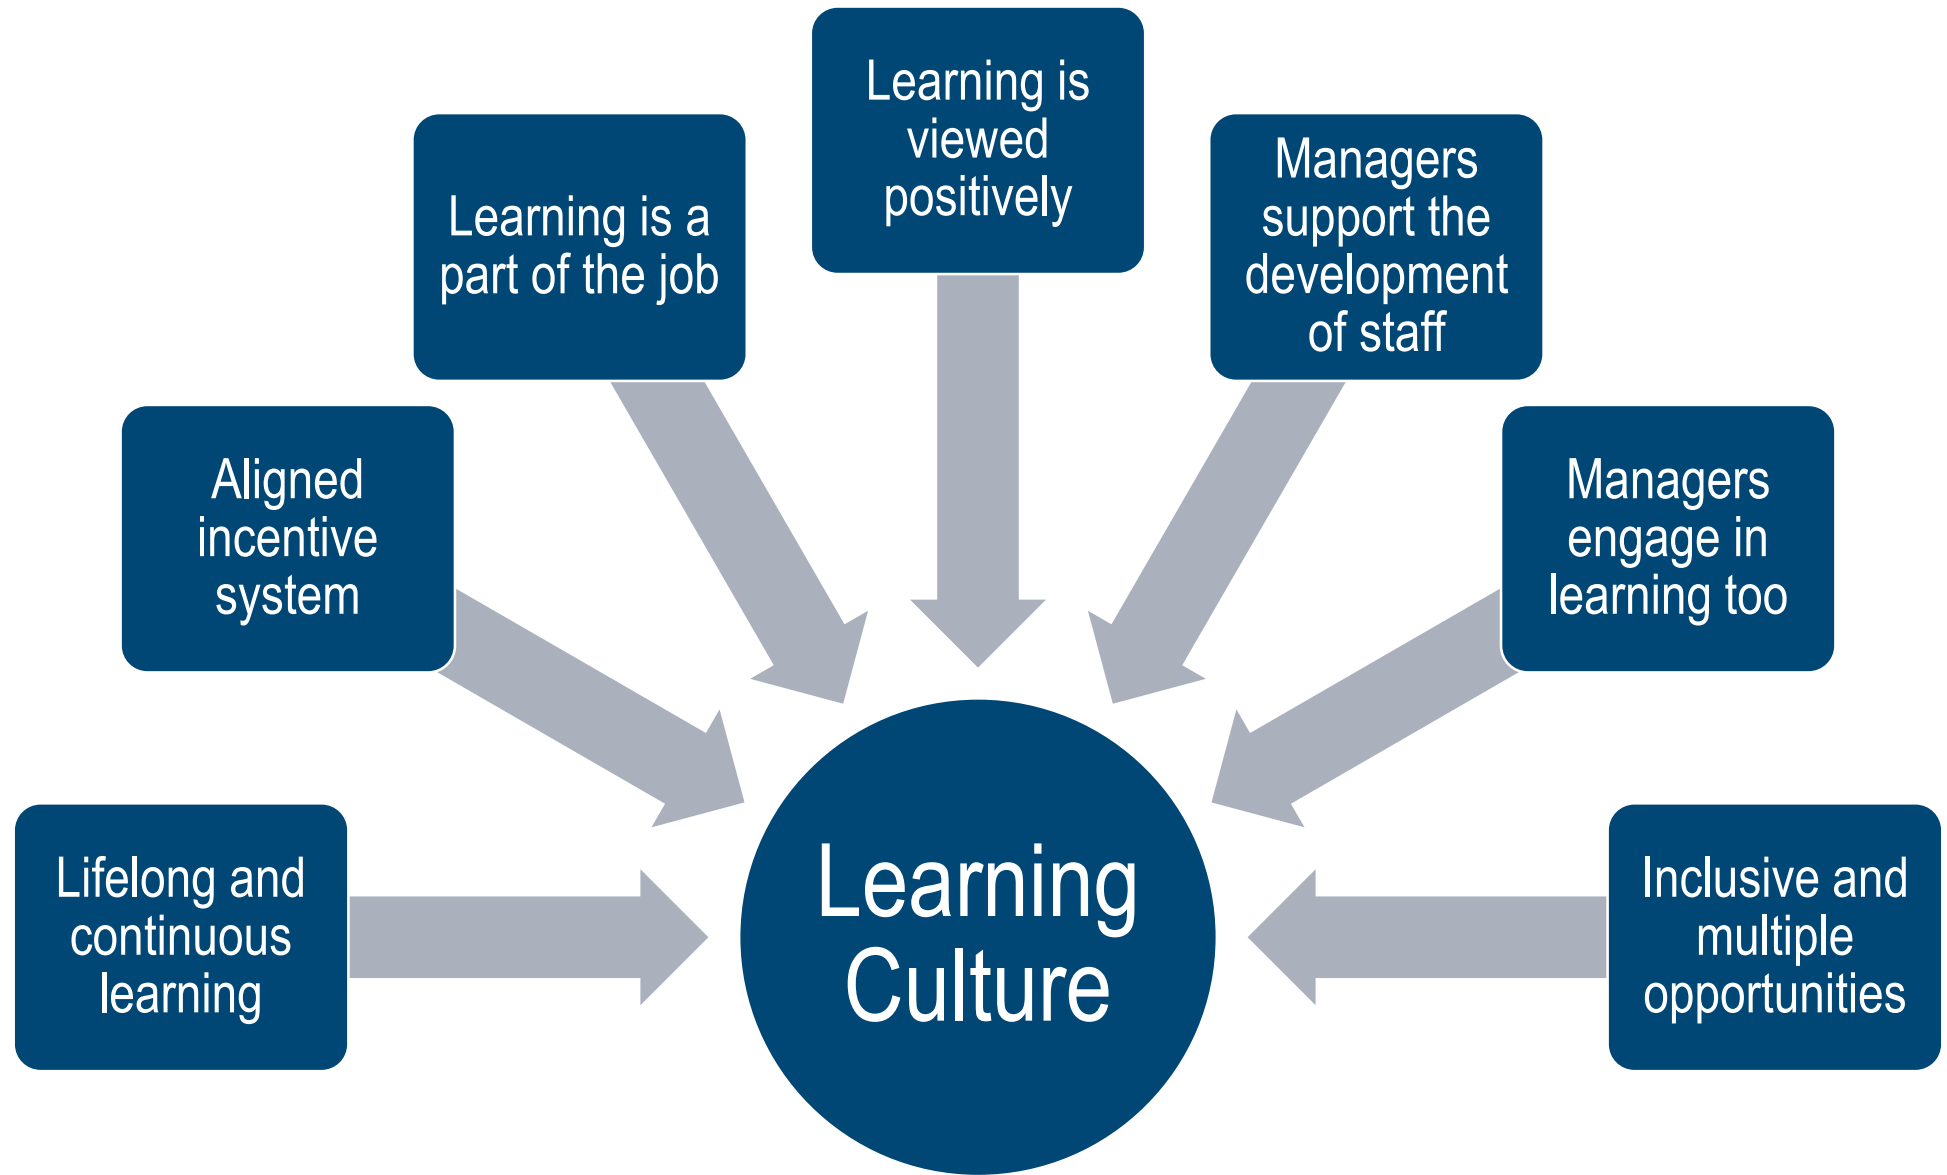 Learning is
viewed
positively
Learning is a
part of the job
Managers
support the
development
of staff
Aligned
incentive
system
Managers
engage in
learning too
Lifelong and
continuous
learning
Learning
Culture
Inclusive and
multiple
opportunities